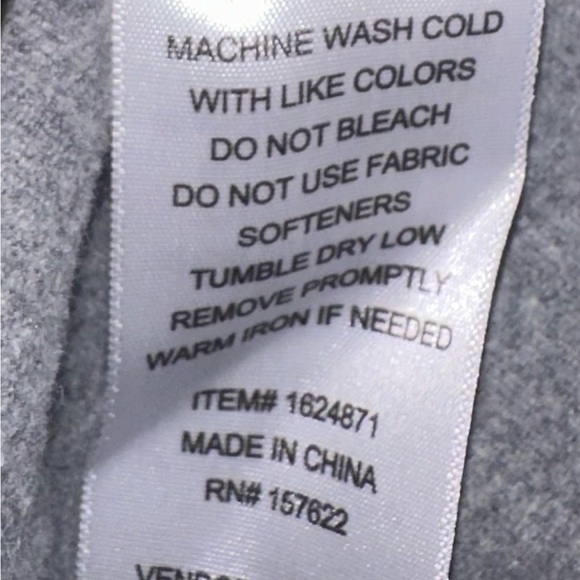 MACHINE WASH COLD
WITH LIKE COLORS
DO NOT BLEACH
DO NOT USE FABRIC
SOFTENERS
TUMBLE DRY LOW
REMOVE PROMPTLY
WARM IRON IF NEEDED
ITEM# 1624871
MADE IN CHINA
RN# 157622